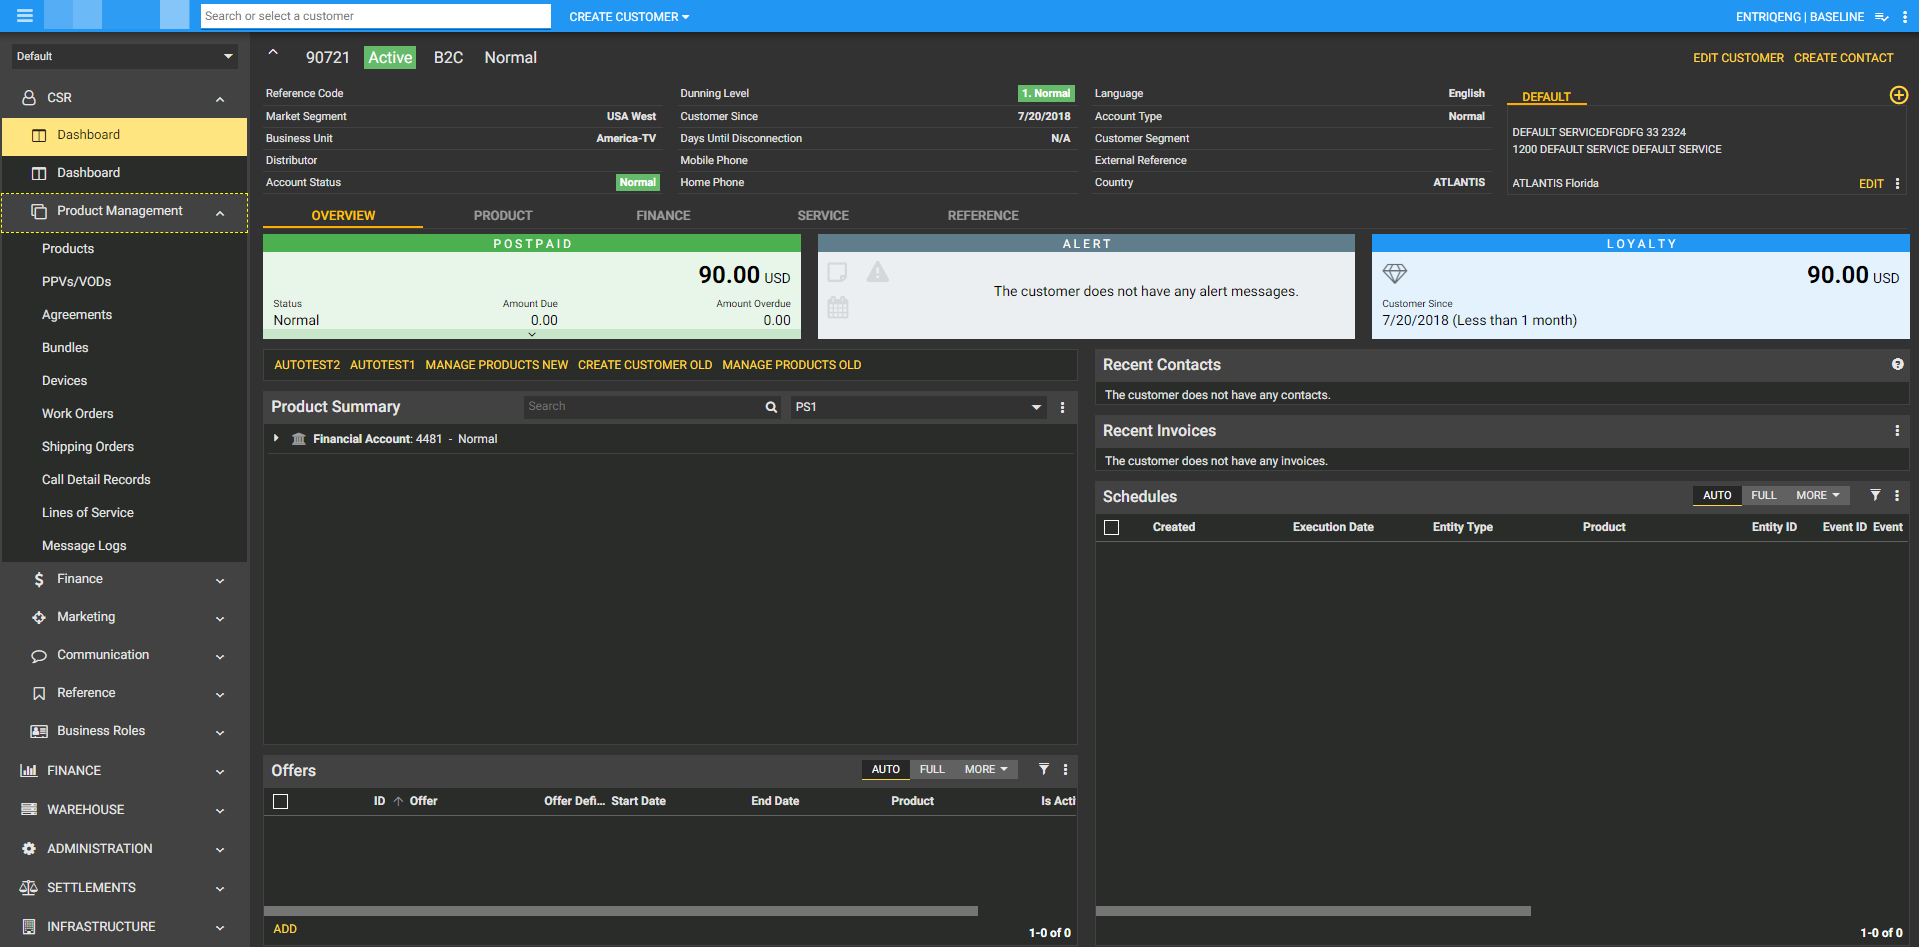 Search or select a customer
CREATE CUSTOMER
ENTRIQENG | BASELINE
Default
CSR
Dashboard
Dashboard
Product Management
Products
PPVs/VODs
Agreements
Bundles
Devices
Work Orders
Shipping Orders
Call Detail Records
Lines of Service
Message Logs
Finance
Marketing
Communication
Reference
Business Roles
FINANCE
WAREHOUSE
ADMINISTRATION
SETTLEMENTS
INFRASTRUCTURE
90721 Active B2C Normal
EDIT CUSTOMER CREATE CONTACT
Reference Code
Market Segment USA West
Business Unit America-TV
Distributor
Account Status Normal
Dunning Level 1. Normal
Customer Since 7/20/2018
Days Until Disconnection N/A
Mobile Phone
Home Phone
Language English
Account Type Normal
Customer Segment
External Reference
Country ATLANTIS
DEFAULT
DEFAULT SERVICEDFGDFG 33 2324
1200 DEFAULT SERVICE DEFAULT SERVICE
ATLANTIS Florida
EDIT
OVERVIEW PRODUCT FINANCE SERVICE REFERENCE
POSTPAID
90.00 USD
Status Amount Due Amount Overdue
Normal 0.00 0.00
ALERT
The customer does not have any alert messages.
LOYALTY
90.00 USD
Customer Since
7/20/2018 (Less than 1 month)
AUTOTEST2 AUTOTEST1 MANAGE PRODUCTS NEW CREATE CUSTOMER OLD MANAGE PRODUCTS OLD
Product Summary Search PS1
Financial Account: 4481 - Normal
Offers AUTO FULL MORE
ID Offer Offer Defi... Start Date End Date Product Is Acti
ADD 1-0 of 0
Recent Contacts
The customer does not have any contacts.
Recent Invoices
The customer does not have any invoices.
Schedules AUTO FULL MORE
Created Execution Date Entity Type Product Entity ID Event ID Event
1-0 of 0